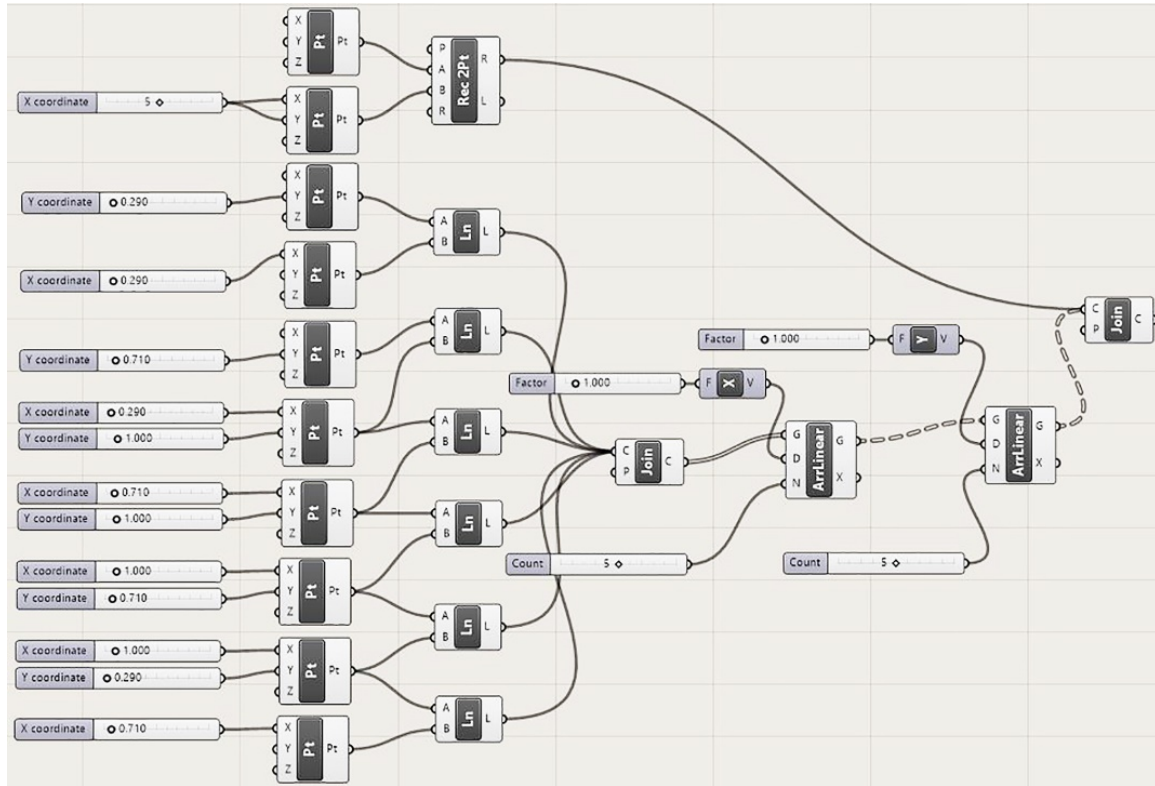 X
Y
Z
Pt
Pt
P
A
B
R
Rec 2Pt
R
L
X coordinate
5
X
Y
Z
Pt
Pt
Y coordinate
0.290
X
Y
Z
Pt
Pt
A
B
Ln
L
X coordinate
0.290
X
Y
Z
Pt
Pt
Y coordinate
0.710
X
Y
Z
Pt
Pt
A
B
Ln
L
X coordinate
0.290
Y coordinate
1.000
X
Y
Z
Pt
Pt
A
B
Ln
L
X coordinate
0.710
Y coordinate
1.000
X
Y
Z
Pt
Pt
A
B
Ln
L
X coordinate
1.000
Y coordinate
0.710
X
Y
Z
Pt
Pt
A
B
Ln
L
X coordinate
1.000
Y coordinate
0.290
X
Y
Z
Pt
Pt
A
B
Ln
L
X coordinate
0.710
X
Y
Z
Pt
Pt
C
P
Join
C
Factor
1.000
F
X
V
Count
5
G
D
N
ArrLinear
G
X
Factor
1.000
F
Y
V
Count
5
G
D
N
ArrLinear
G
X
C
P
Join
C